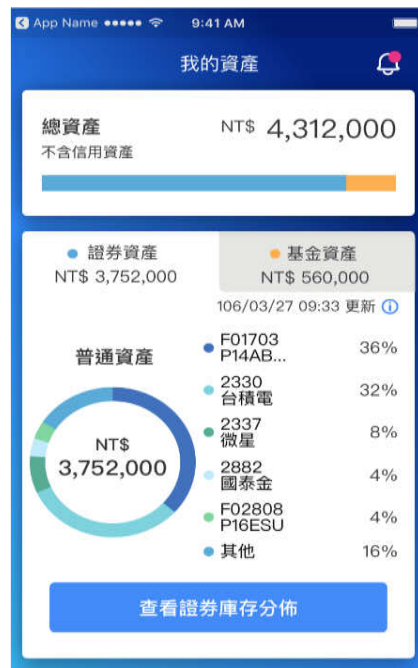 App Name
9:41 AM
我的資產
總資產
NT$ 4,312,000
不含信用資產
證券資產
NT$ 3,752,000
基金資產
NT$ 560,000
106/03/27 09:33 更新
普通資產
NT$
3,752,000
F01703
P14AB...
36%
2330
台積電
32%
2337
微星
8%
2882
國泰金
4%
F02808
P16ESU
4%
其他
16%
查看證券庫存分佈